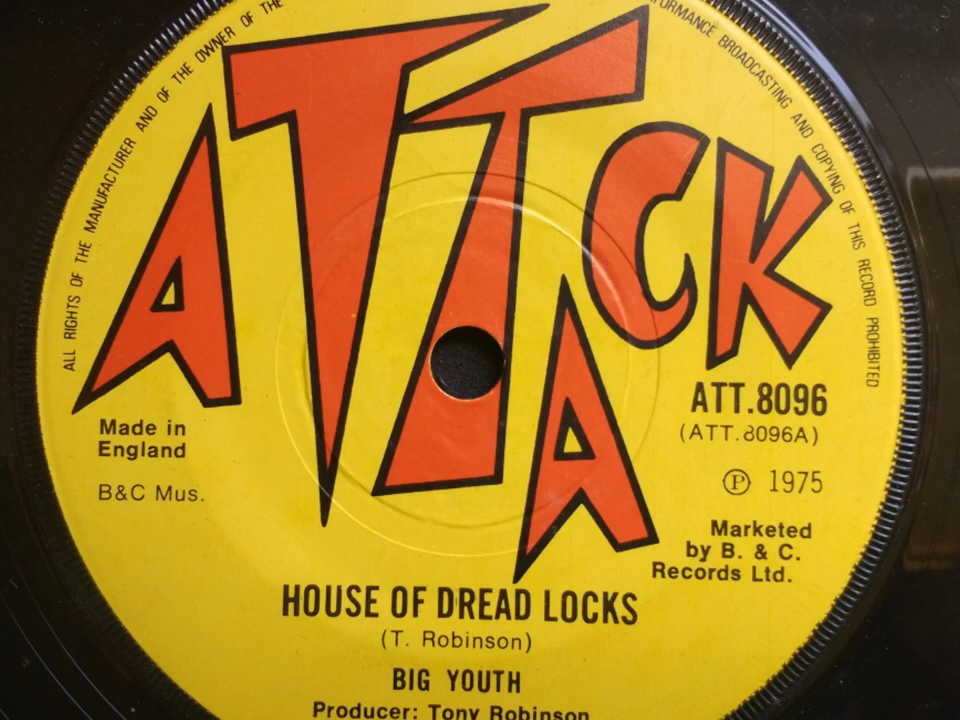 ALL RIGHTS OF THE MANUFACTURER AND OF THE OWNER OF THE
PERFORMANCE BROADCASTING AND COPYING OF THIS RECORD PROHIBITED
ATTACK
ATT.8096
(ATT.8096A)
Made in
England
B&C Mus.
Ⓟ 1975
Marketed
by B. & C.
Records Ltd.
HOUSE OF DREAD LOCKS
(T. Robinson)
BIG YOUTH
Producer: Tony Robinson